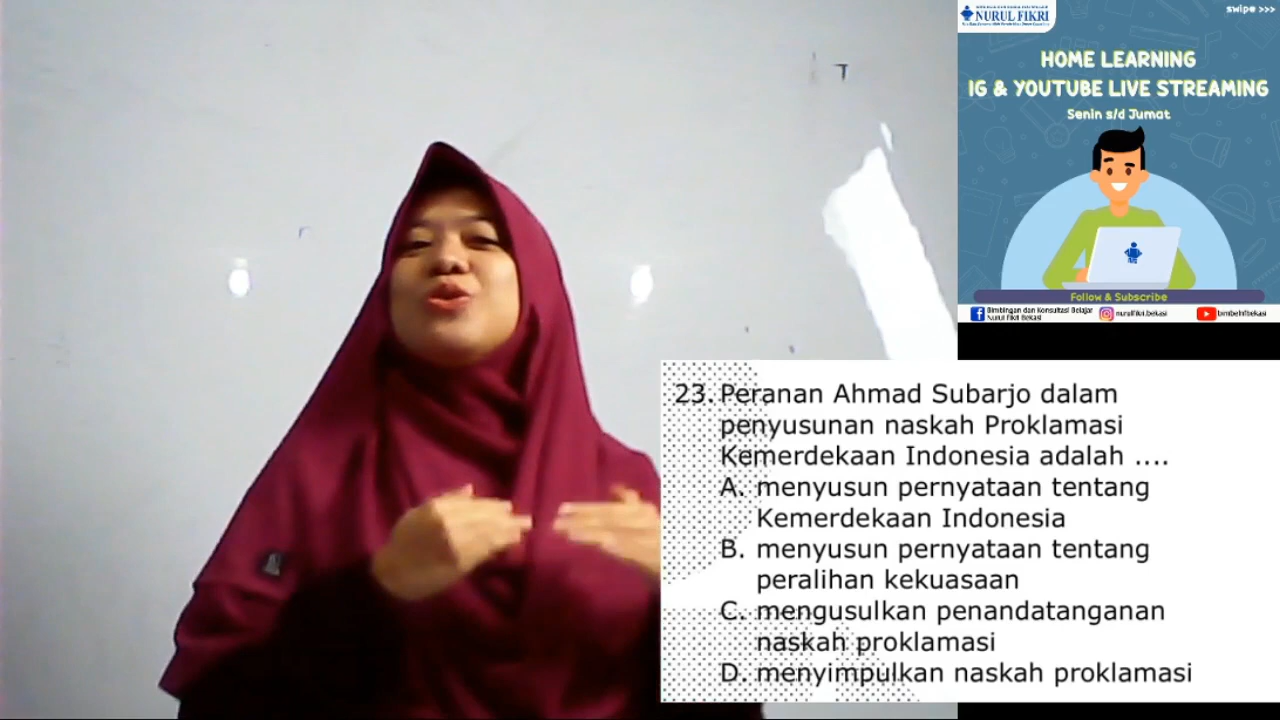 NURUL FIKRI
swipe >>>
HOME LEARNING
IG & YOUTUBE LIVE STREAMING
Senin s/d Jumat
Follow & Subscribe
Bimbingan dan Konsultasi Belajar
Nurul Fikri Bekasi
nurulfikri.bekasi
bimbelnfbekasi
23. Peranan Ahmad Subarjo dalam
penyusunan naskah Proklamasi
Kemerdekaan Indonesia adalah ....
A. menyusun pernyataan tentang
Kemerdekaan Indonesia
B. menyusun pernyataan tentang
peralihan kekuasaan
C. mengusulkan penandatanganan
naskah proklamasi
D. menyimpulkan naskah proklamasi